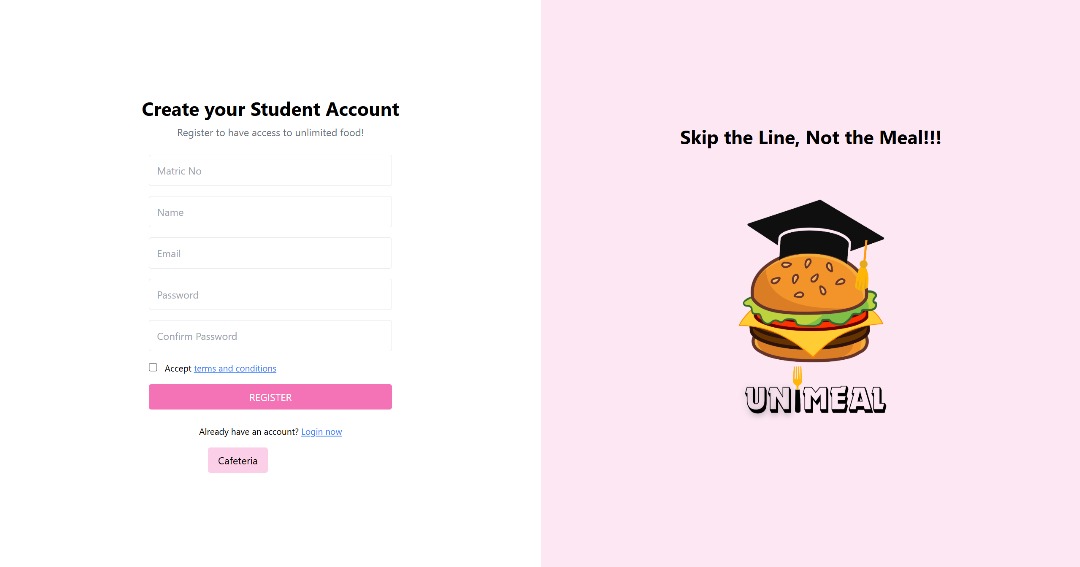 Create your Student Account
Register to have access to unlimited food!
Matric No
Name
Email
Password
Confirm Password
Accept terms and conditions
REGISTER
Already have an account? Login now
Cafeteria
Skip the Line, Not the Meal!!!
UNIMEAL